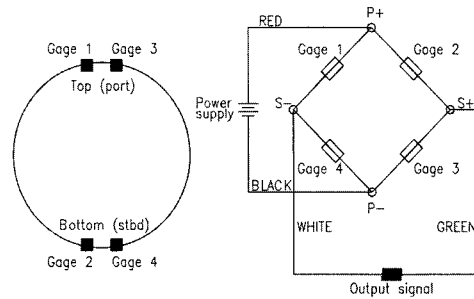 Gage 1 Gage 3
Top (port)
Bottom (stbd)
Gage 2 Gage 4
RED
P+
Gage 1
Gage 2
Power
supply
S-
S+
Gage 4
Gage 3
BLACK
P-
WHITE
GREEN
Output signal